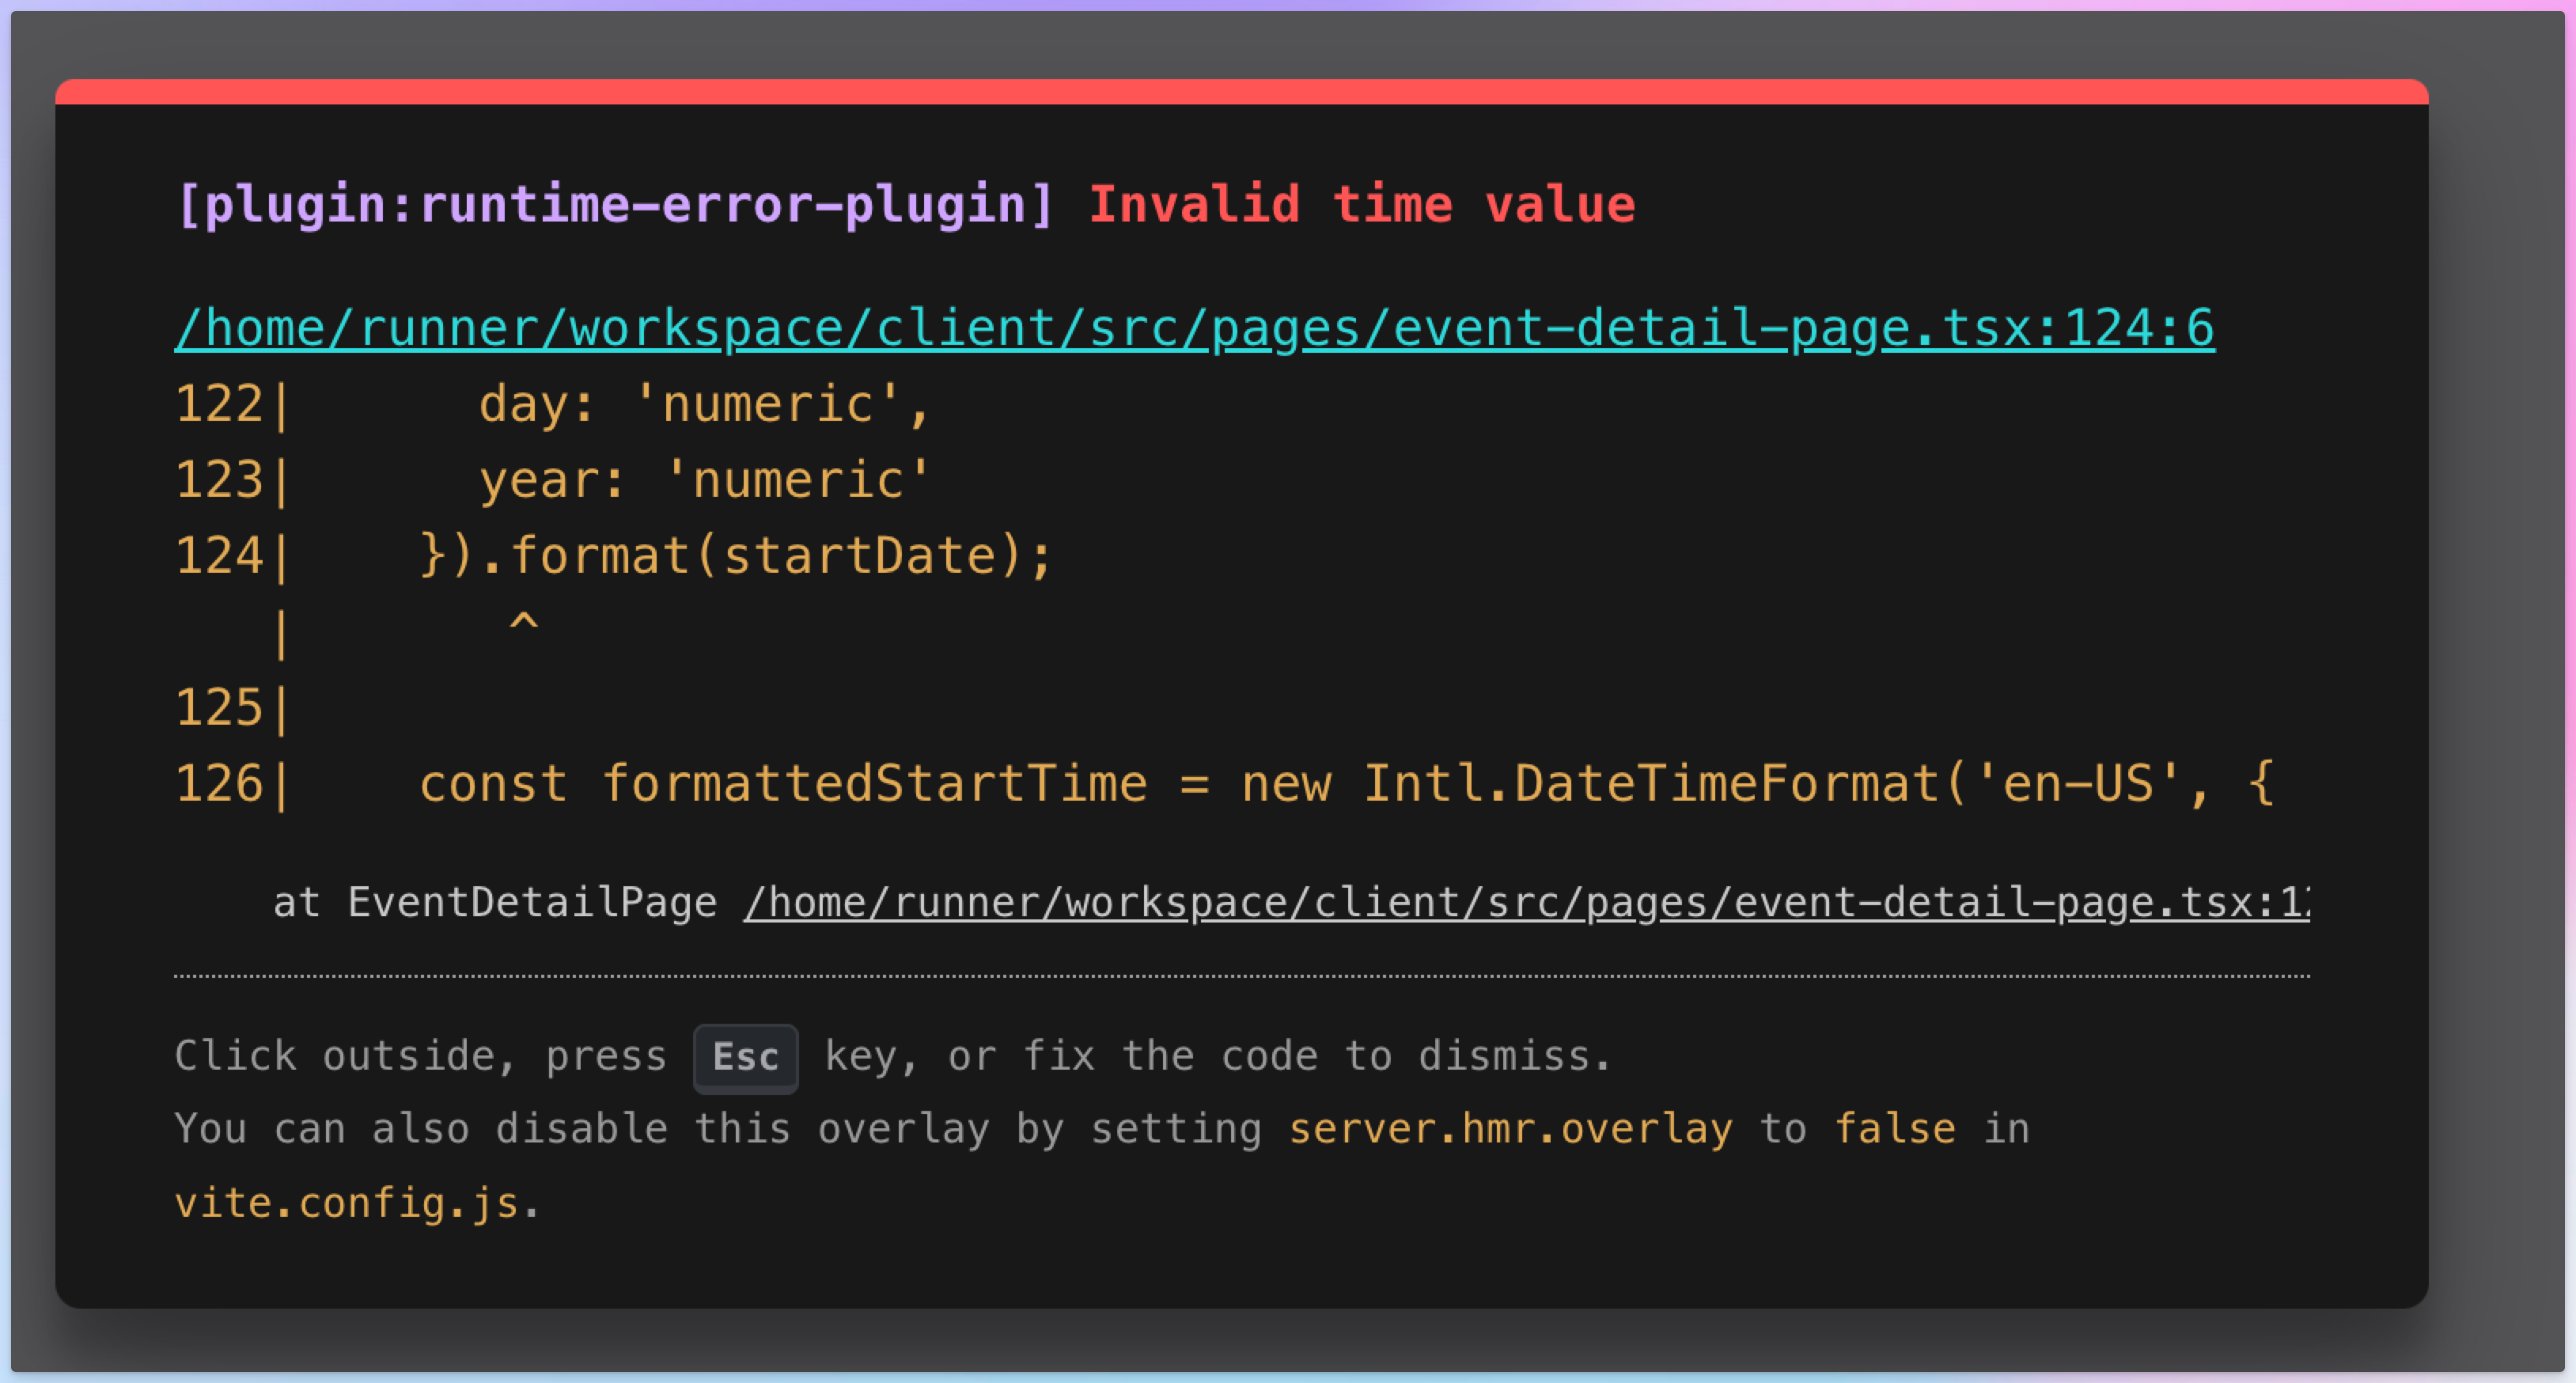 [plugin:runtime-error-plugin] Invalid time value
/home/runner/workspace/client/src/pages/event-detail-page.tsx:124:6
122|      day: 'numeric',
123|      year: 'numeric'
124|    }).format(startDate);
   |       ^
125|
126|    const formattedStartTime = new Intl.DateTimeFormat('en-US', {
at EventDetailPage /home/runner/workspace/client/src/pages/event-detail-page.tsx:12
Click outside, press Esc key, or fix the code to dismiss.
You can also disable this overlay by setting server.hmr.overlay to false in
vite.config.js.